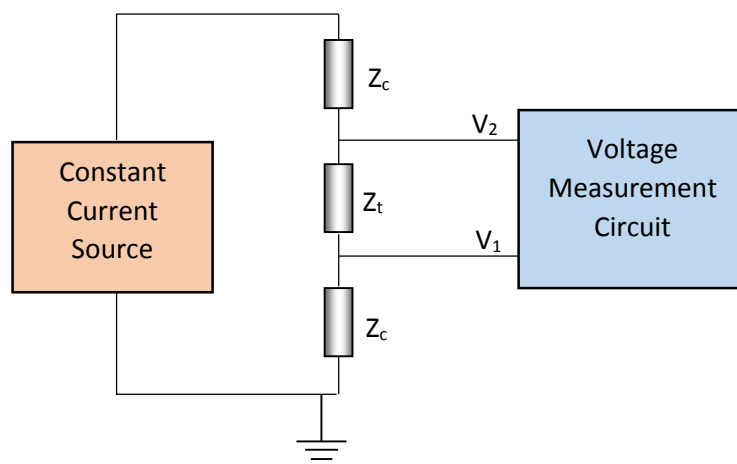 Z_c
V_2
Constant
Current
Source
Voltage
Measurement
Circuit
Z_t
V_1
Z_c